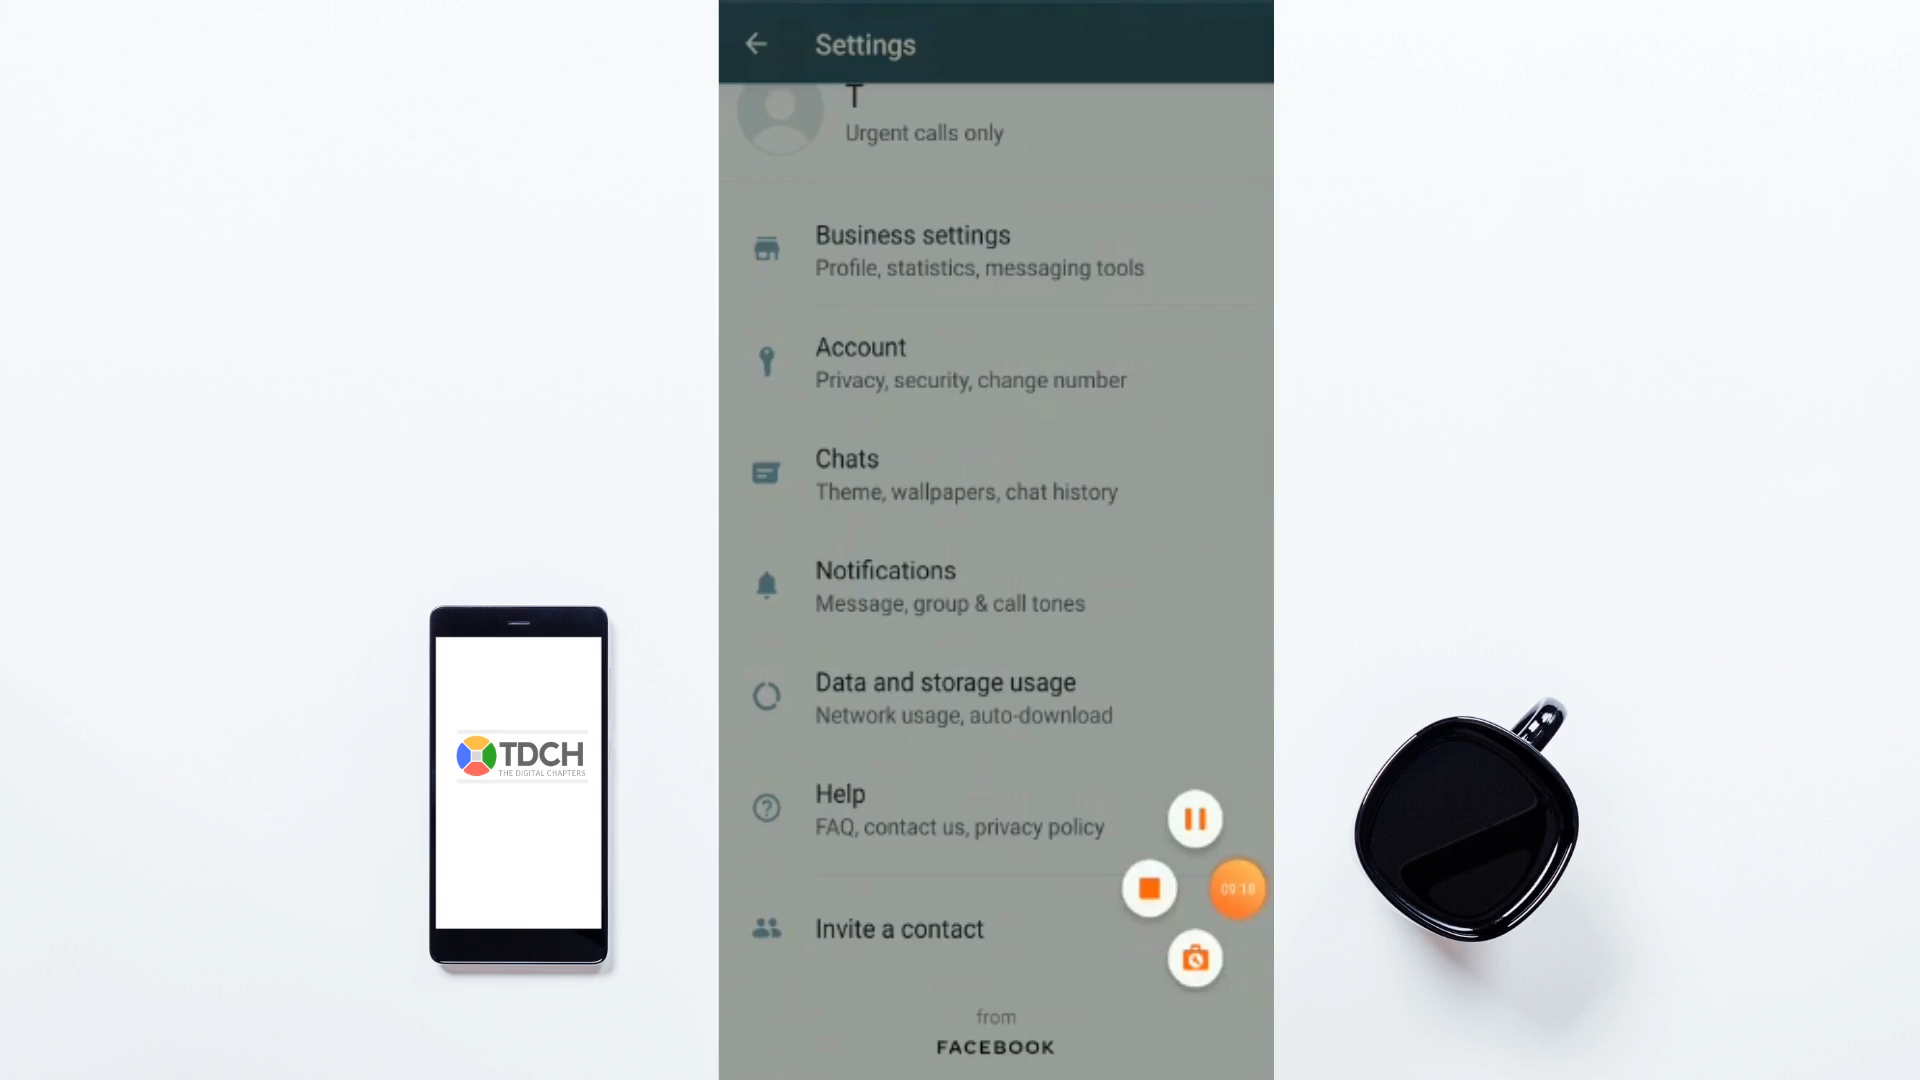 Settings
T
Urgent calls only
Business settings
Profile, statistics, messaging tools
Account
Privacy, security, change number
Chats
Theme, wallpapers, chat history
Notifications
Message, group & call tones
Data and storage usage
Network usage, auto-download
Help
FAQ, contact us, privacy policy
09:18
Invite a contact
from
FACEBOOK
TDCH
THE DIGITAL CHAPTERS